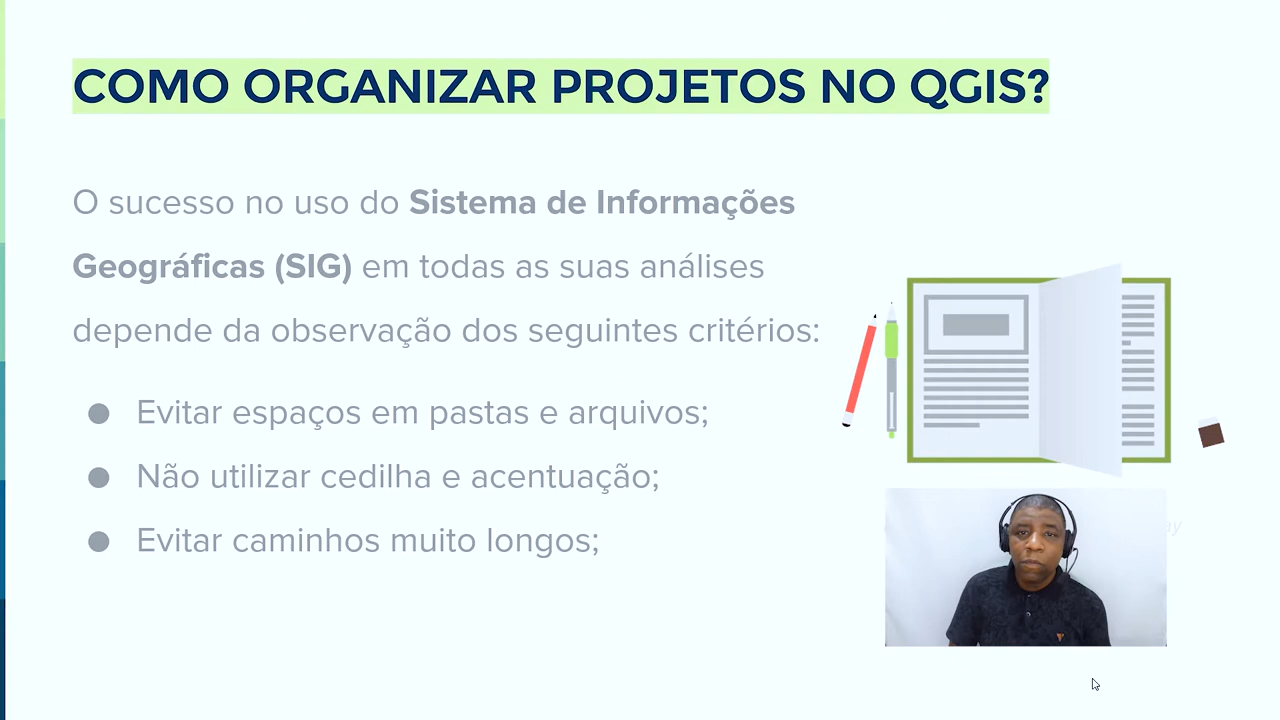 COMO ORGANIZAR PROJETOS NO QGIS?
O sucesso no uso do Sistema de Informações
Geográficas (SIG) em todas as suas análises
depende da observação dos seguintes critérios:
● Evitar espaços em pastas e arquivos;
● Não utilizar cedilha e acentuação;
● Evitar caminhos muito longos;